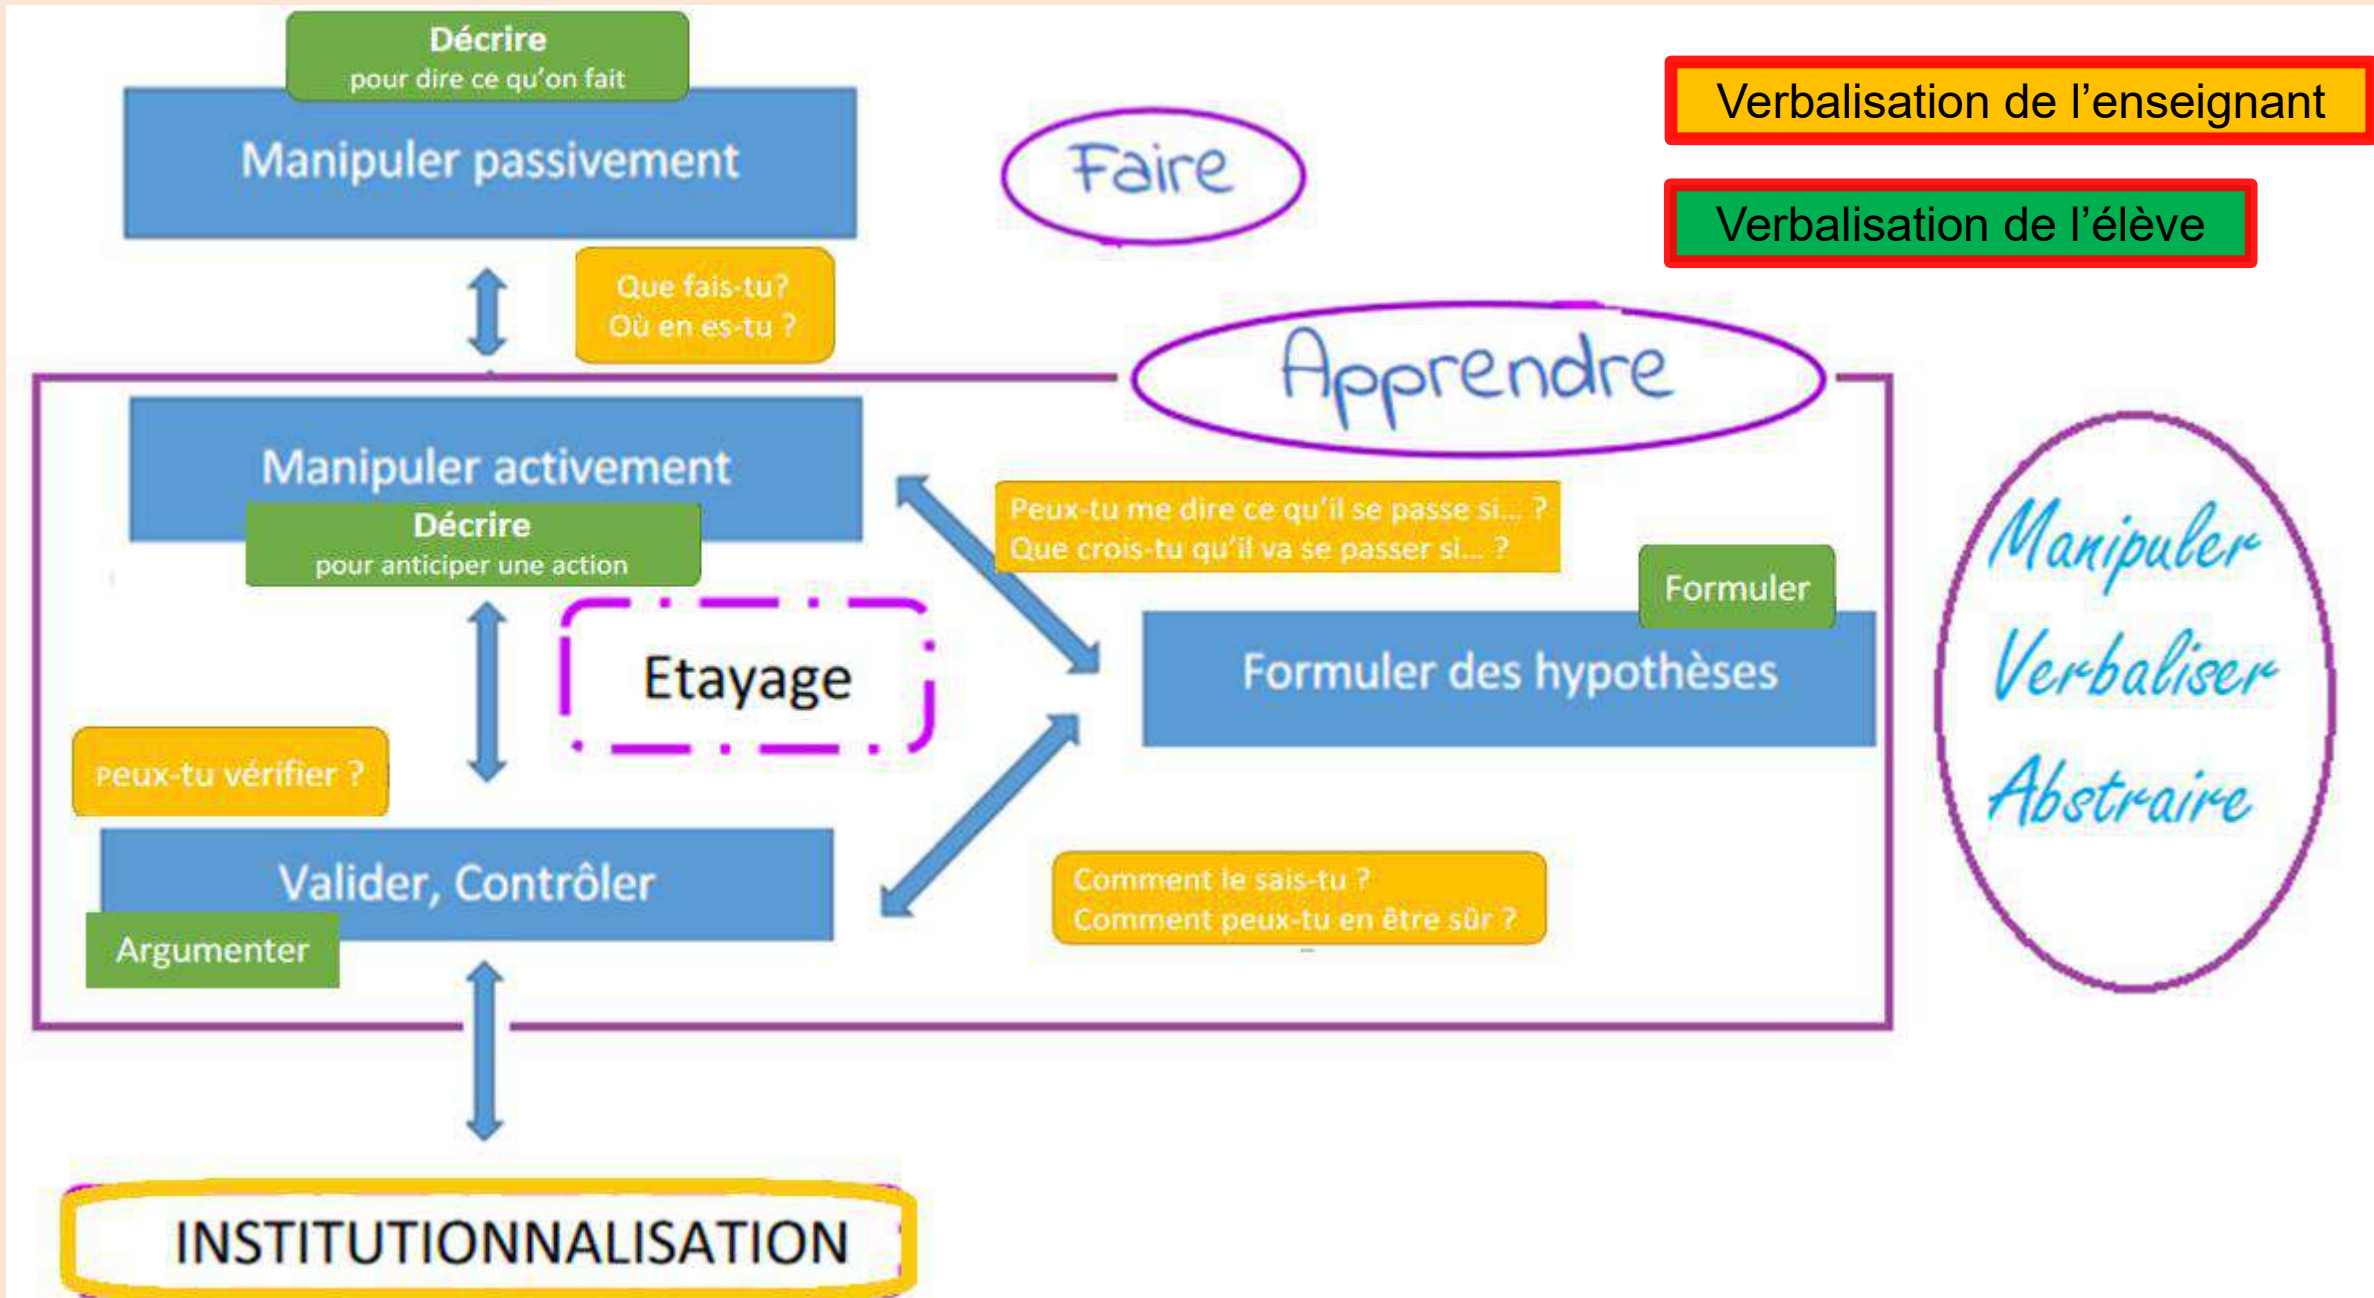 Décrire
pour dire ce qu'on fait
Manipuler passivement
Faire
Verbalisation de l'enseignant
Verbalisation de l'élève
Que fais-tu?
Où en es-tu ?
Apprendre
Manipuler activement
Décrire
pour anticiper une action
Peux-tu me dire ce qu'il se passe si... ?
Que crois-tu qu'il va se passer si... ?
Formuler
Formuler des hypothèses
Etayage
Manipuler
Verbaliser
Abstraire
Peux-tu vérifier ?
Valider, Contrôler
Argumenter
Comment le sais-tu ?
Comment peux-tu en être sûr ?
INSTITUTIONNALISATION